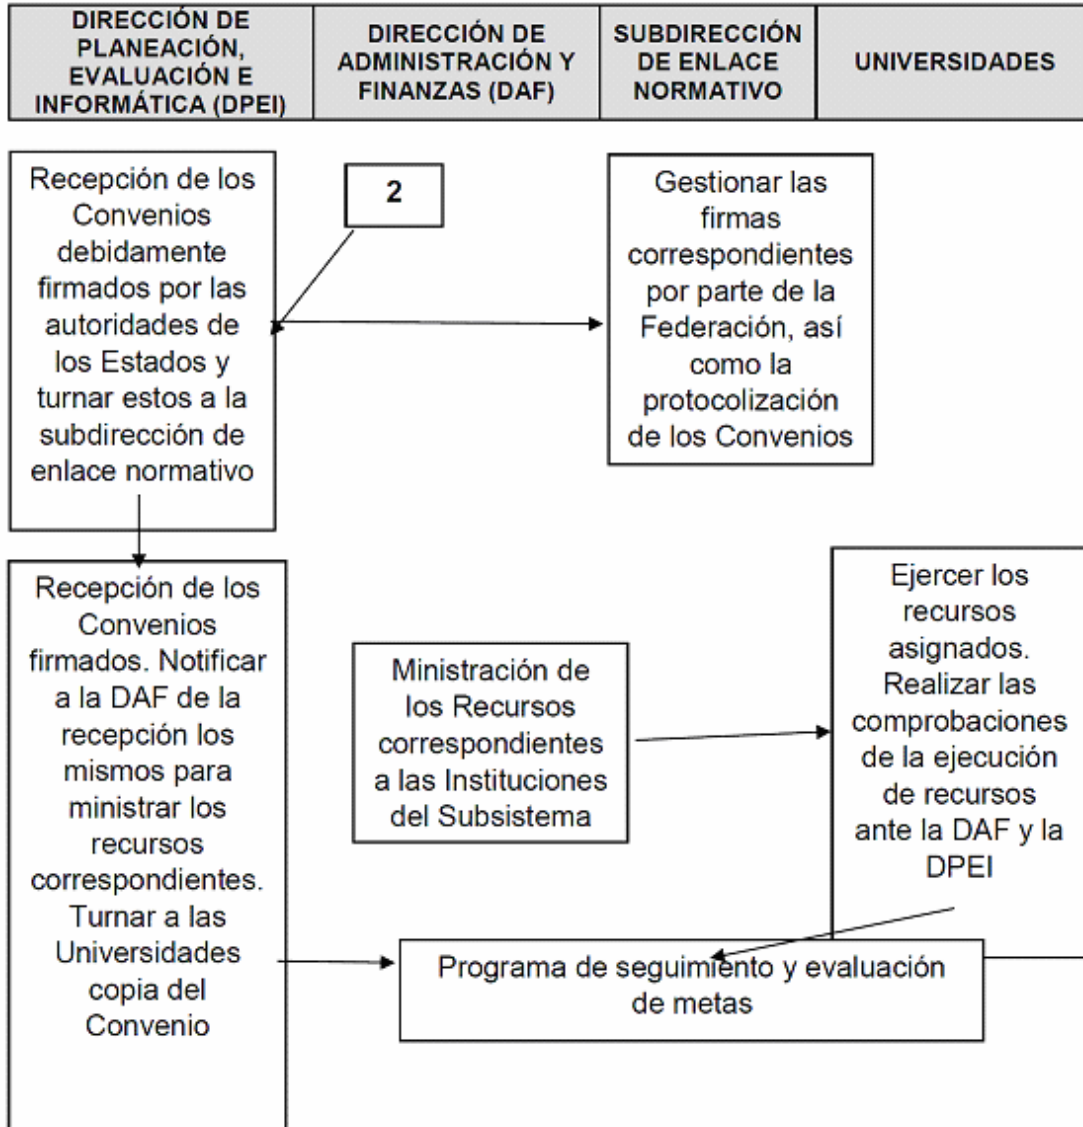 DIRECCIÓN DE
PLANEACIÓN,
EVALUACIÓN E
INFORMÁTICA (DPEI)
DIRECCIÓN DE
ADMINISTRACIÓN Y
FINANZAS (DAF)
SUBDIRECCIÓN
DE ENLACE
NORMATIVO
UNIVERSIDADES
Recepción de los
Convenios
debidamente
firmados por las
autoridades de
los Estados y
turnar estos a la
subdirección de
enlace normativo
2
Gestionar las
firmas
correspondientes
por parte de la
Federación, así
como la
protocolización
de los Convenios
Recepción de los
Convenios
firmados. Notificar
a la DAF de la
recepción los
mismos para
ministrar los
recursos
correspondientes.
Turnar a las
Universidades
copia del
Convenio
Ministración de
los Recursos
correspondientes
a las Instituciones
del Subsistema
Ejercer los
recursos
asignados.
Realizar las
comprobaciones
de la ejecución
de recursos
ante la DAF y la
DPEI
Programa de seguimiento y evaluación
de metas